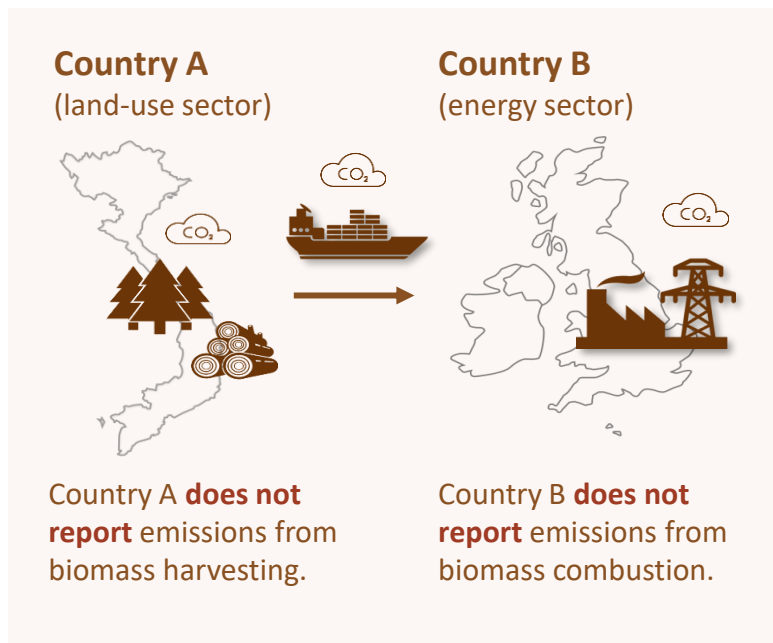 Country A
(land-use sector)
Country B
(energy sector)
CO₂
CO₂
CO₂
Country A does not
report emissions from
biomass harvesting.
Country B does not
report emissions from
biomass combustion.